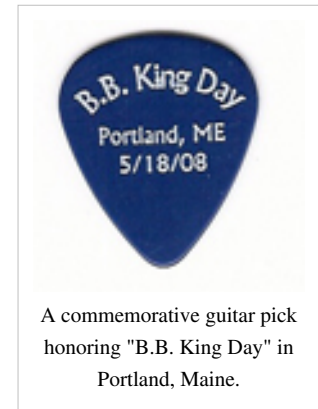 B.B. King Day
Portland, ME
5/18/08
A commemorative guitar pick
honoring "B.B. King Day" in
Portland, Maine.